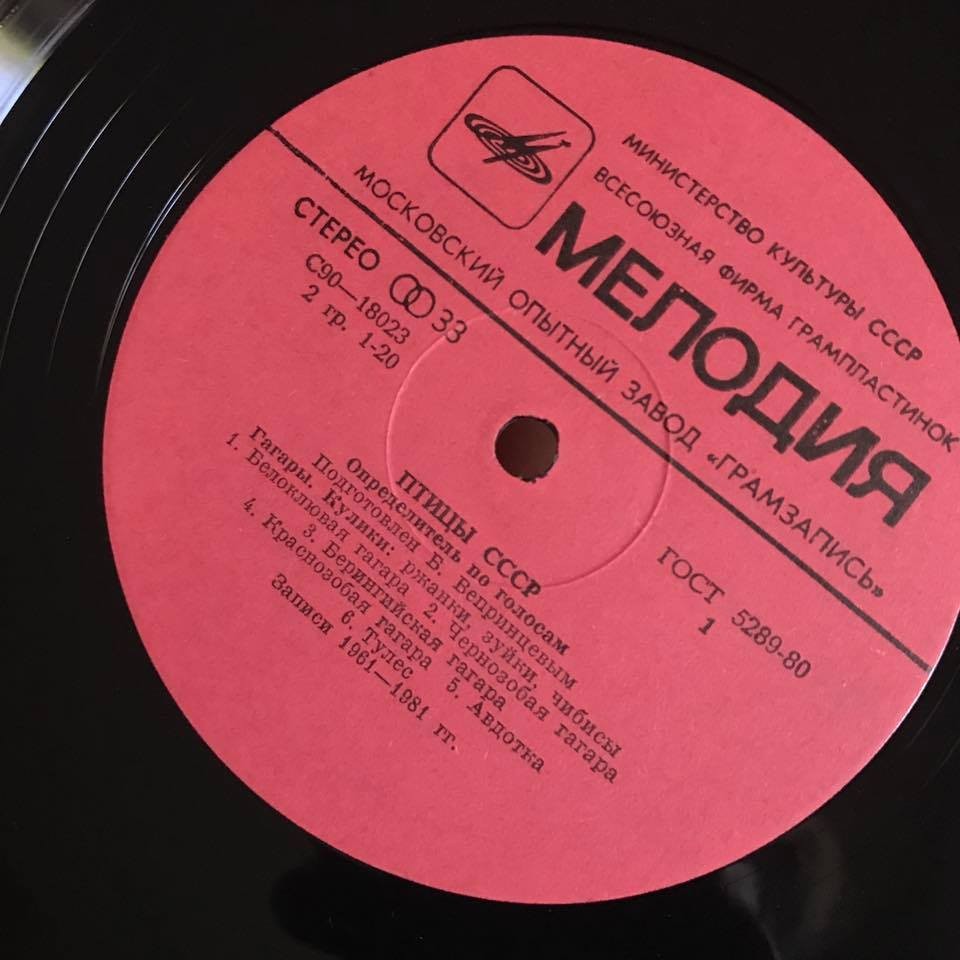 МИНИСТЕРСТВО КУЛЬТУРЫ СССР
ВСЕСОЮЗНАЯ ФИРМА ГРАМПЛАСТИНОК
МЕЛОДИЯ
МОСКОВСКИЙ ОПЫТНЫЙ ЗАВОД «ГРАМЗАПИСЬ»
СТЕРЕО 33
ГОСТ 5289-80
С90—18023
1
2 гр. 1-20
ПТИЦЫ СССР
Определитель по голосам
Подготовлен Б. Вепринцевым
Гагары. Кулики: ржанки, зуйки, чибисы
1. Белоклювая гагара 2. Чернозобая гагара
3. Берингийская гагара
4. Краснозобая гагара 5. Авдотка
6. Тулес
Записи 1961—1981 гг.